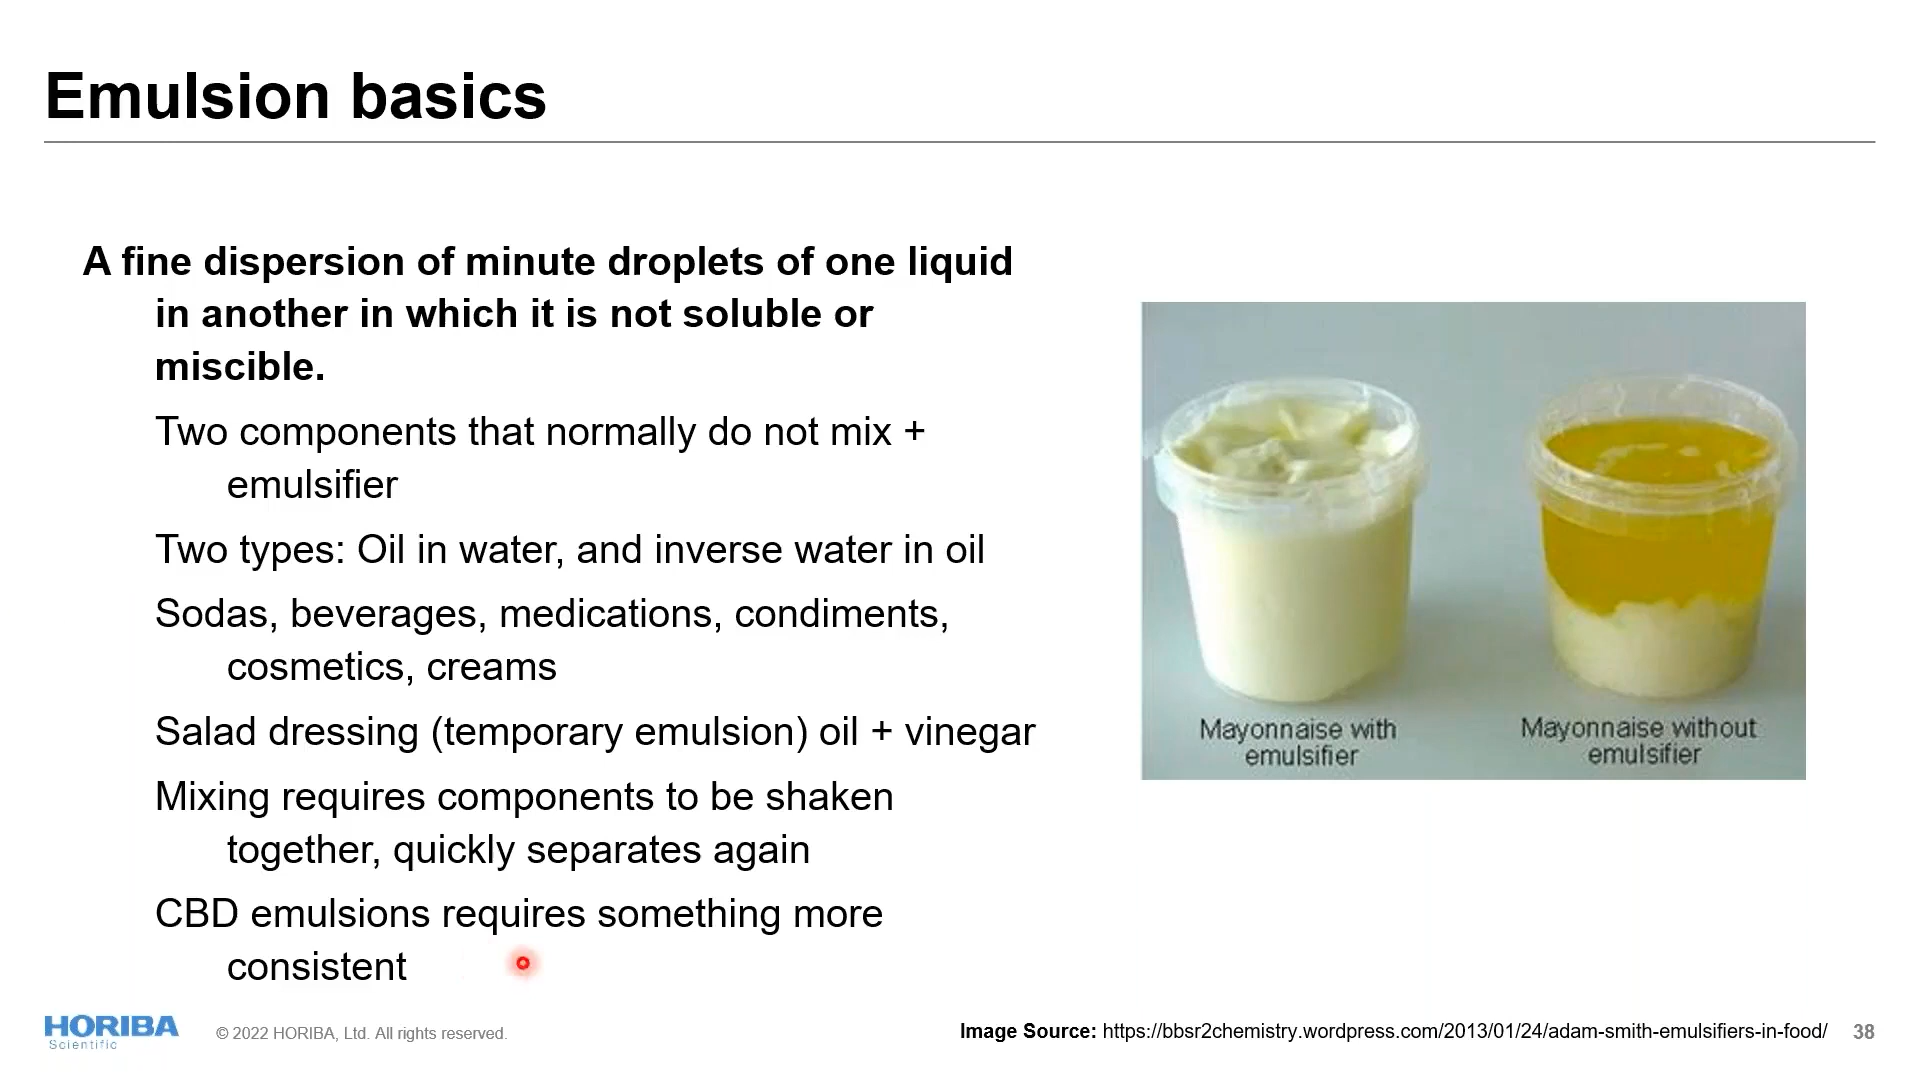 Emulsion basics
A fine dispersion of minute droplets of one liquid
in another in which it is not soluble or
miscible.
Two components that normally do not mix +
emulsifier
Two types: Oil in water, and inverse water in oil
Sodas, beverages, medications, condiments,
cosmetics, creams
Salad dressing (temporary emulsion) oil + vinegar
Mixing requires components to be shaken
together, quickly separates again
CBD emulsions requires something more
consistent
Mayonnaise with
emulsifier
Mayonnaise without
emulsifier
HORIBA
Scientific
© 2022 HORIBA, Ltd. All rights reserved.
Image Source: https://bbsr2chemistry.wordpress.com/2013/01/24/adam-smith-emulsifiers-in-food/
38